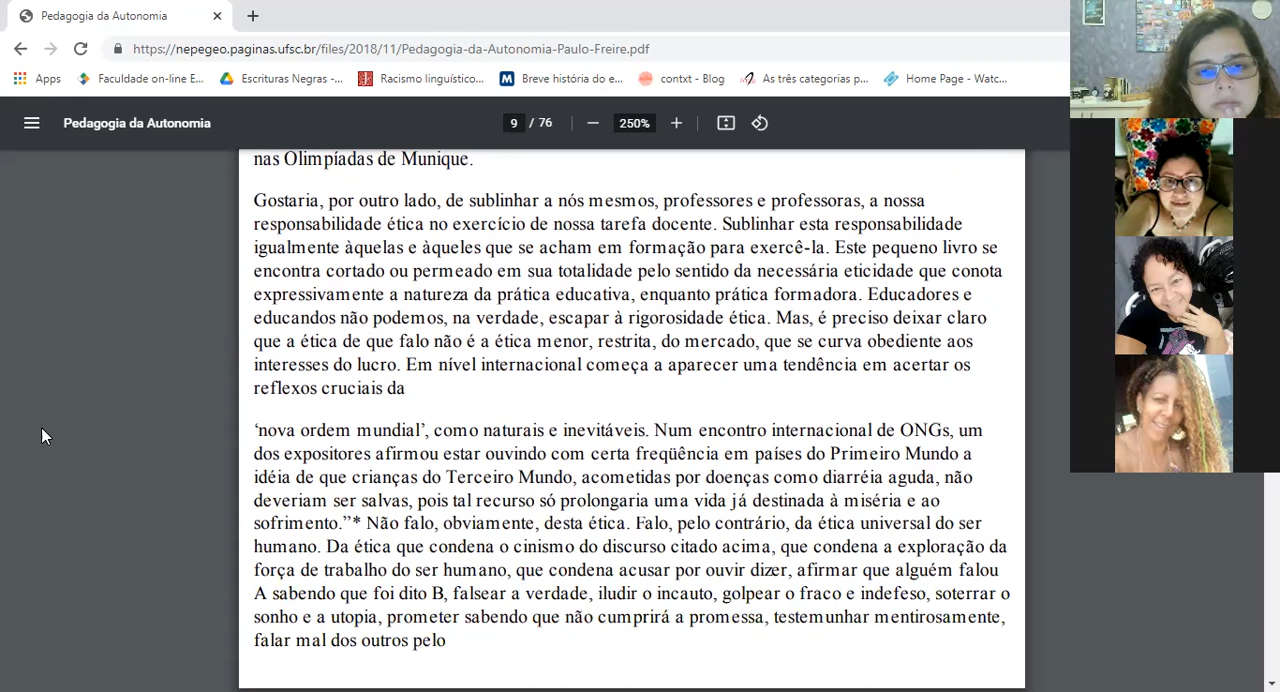 Pedagogia da Autonomia
https://nepegeo.paginas.ufsc.br/files/2018/11/Pedagogia-da-Autonomia-Paulo-Freire.pdf
Apps Faculdade on-line E... Escrituras Negras -... Racismo linguístico... Breve história do e... contxt - Blog As três categorias p... Home Page - Watc...
Pedagogia da Autonomia 9 / 76 250%
nas Olimpíadas de Munique.
Gostaria, por outro lado, de sublinhar a nós mesmos, professores e professoras, a nossa
responsabilidade ética no exercício de nossa tarefa docente. Sublinhar esta responsabilidade
igualmente àquelas e àqueles que se acham em formação para exercê-la. Este pequeno livro se
encontra cortado ou permeado em sua totalidade pelo sentido da necessária eticidade que conota
expressivamente a natureza da prática educativa, enquanto prática formadora. Educadores e
educandos não podemos, na verdade, escapar à rigorosidade ética. Mas, é preciso deixar claro
que a ética de que falo não é a ética menor, restrita, do mercado, que se curva obediente aos
interesses do lucro. Em nível internacional começa a aparecer uma tendência em acertar os
reflexos cruciais da
‘nova ordem mundial’, como naturais e inevitáveis. Num encontro internacional de ONGs, um
dos expositores afirmou estar ouvindo com certa freqüência em países do Primeiro Mundo a
idéia de que crianças do Terceiro Mundo, acometidas por doenças como diarréia aguda, não
deveriam ser salvas, pois tal recurso só prolongaria uma vida já destinada à miséria e ao
sofrimento.”* Não falo, obviamente, desta ética. Falo, pelo contrário, da ética universal do ser
humano. Da ética que condena o cinismo do discurso citado acima, que condena a exploração da
força de trabalho do ser humano, que condena acusar por ouvir dizer, afirmar que alguém falou
A sabendo que foi dito B, falsear a verdade, iludir o incauto, golpear o fraco e indefeso, soterrar o
sonho e a utopia, prometer sabendo que não cumprirá a promessa, testemunhar mentirosamente,
falar mal dos outros pelo